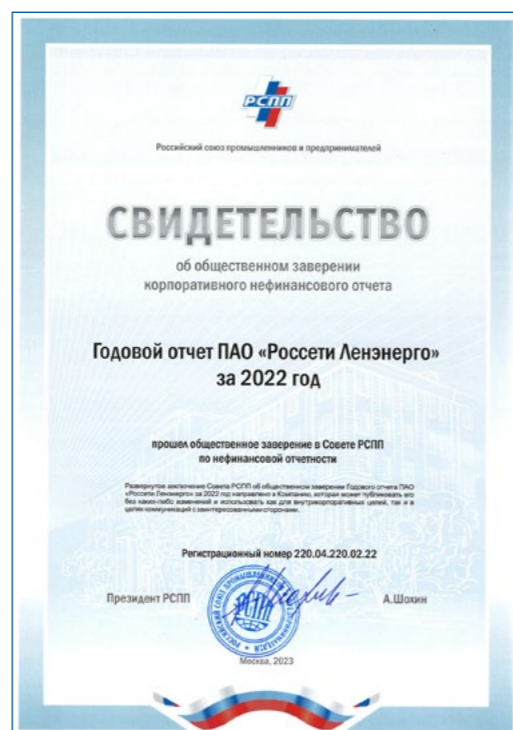 РСПП
Российский союз промышленников и предпринимателей
СВИДЕТЕЛЬСТВО
об общественном заверении
корпоративного нефинансового отчета
Годовой отчет ПАО «Россети Ленэнерго»
за 2022 год
прошел общественное заверение в Совете РСПП
по нефинансовой отчетности
Развернутое заключение Совета РСПП об общественном заверении Годового отчета ПАО
«Россети Ленэнерго» за 2022 год направлено в Компанию, которая может публиковать его
без каких-либо изменений и использовать как для внутрикорпоративных целей, так и в
целях коммуникаций с заинтересованными сторонами.
Регистрационный номер 220.04.220.02.22
Президент РСПП
А.Шохин
РСПП
Москва, 2023